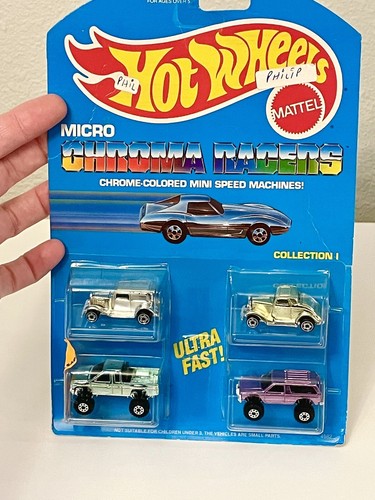 FOR AGES OVER 5
Hot Wheels
PHIL
PHILIP
MATTEL
MICRO
CHROMA RACERS
CHROME-COLORED MINI SPEED MACHINES!
COLLECTION I
ULTRA
FAST!
NOT SUITABLE FOR CHILDREN UNDER 3. THE VEHICLES ARE SMALL PARTS.